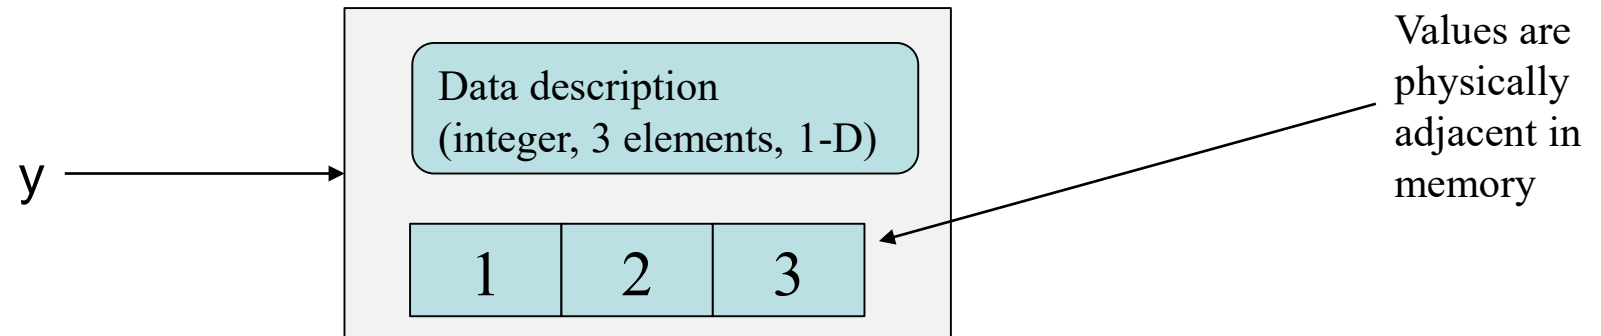 Data description
(integer, 3 elements, 1-D)
y
1 2 3
Values are
physically
adjacent in
memory